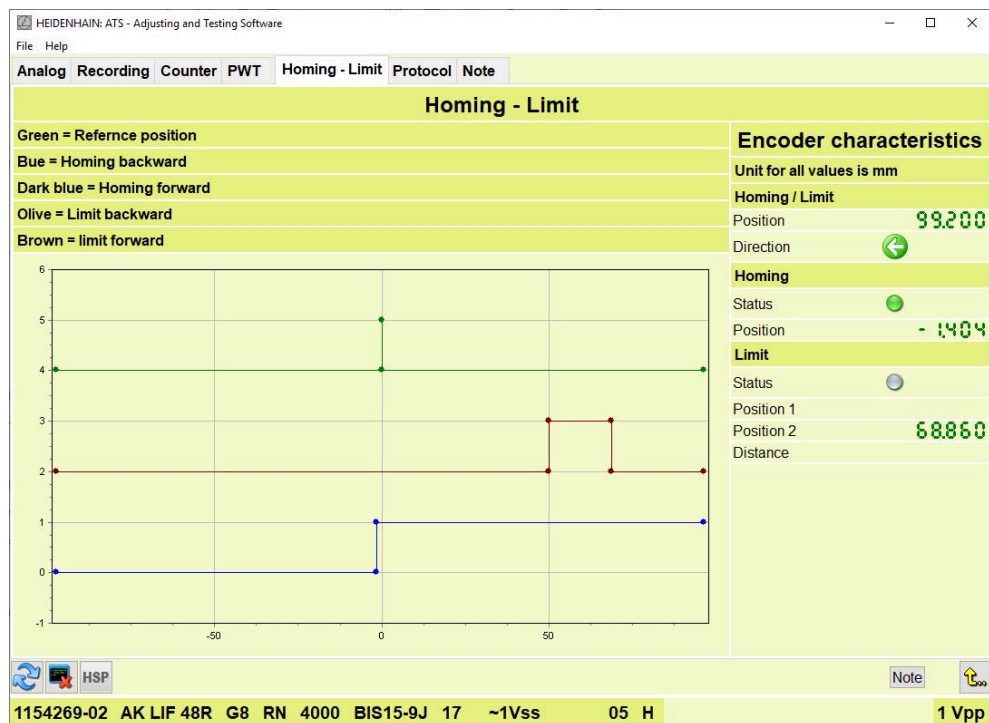 HEIDENHAIN: ATS - Adjusting and Testing Software
File Help
Analog Recording Counter PWT Homing - Limit Protocol Note
Homing - Limit
Green = Refernce position
Bue = Homing backward
Dark blue = Homing forward
Olive = Limit backward
Brown = limit forward
6
5
4
3
2
1
0
-1
-50 0 50
Encoder characteristics
Unit for all values is mm
Homing / Limit
Position 99.200
Direction
Homing
Status
Position - 1.404
Limit
Status
Position 1
Position 2 68.860
Distance
HSP
Note
1154269-02 AK LIF 48R G8 RN 4000 BIS15-9J 17 ~1Vss 05 H 1 Vpp